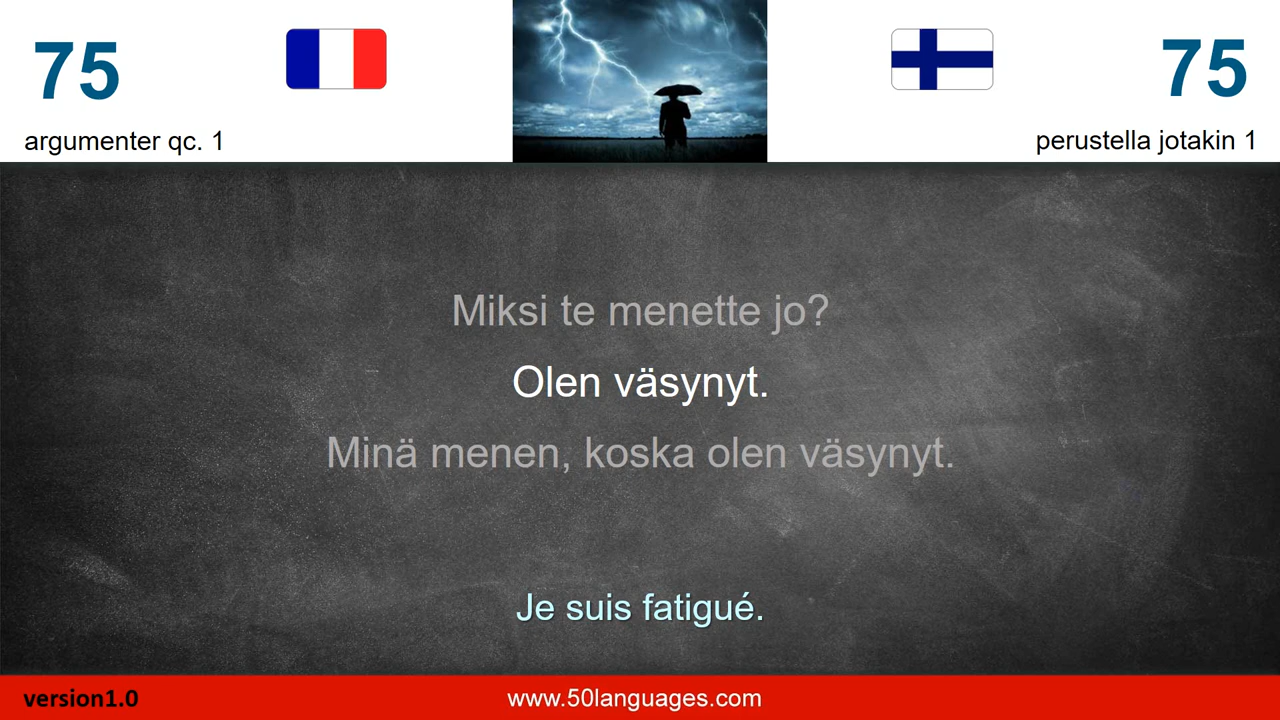 75
75
argumenter qc. 1
perustella jotakin 1
Miksi te menette jo?
Olen väsynyt.
Minä menen, koska olen väsynyt.
Je suis fatigué.
version1.0
www.50languages.com